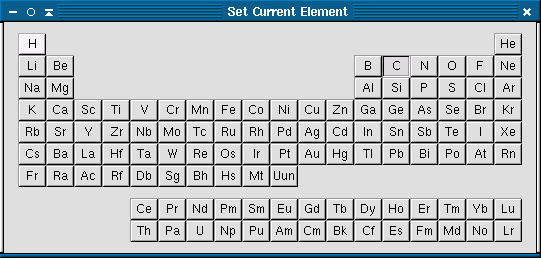 Set Current Element
H He
Li Be B C N O F Ne
Na Mg Al Si P S Cl Ar
K Ca Sc Ti V Cr Mn Fe Co Ni Cu Zn Ga Ge As Se Br Kr
Rb Sr Y Zr Nb Mo Tc Ru Rh Pd Ag Cd In Sn Sb Te I Xe
Cs Ba La Hf Ta W Re Os Ir Pt Au Hg Tl Pb Bi Po At Rn
Fr Ra Ac Rf Db Sg Bh Hs Mt Uun
Ce Pr Nd Pm Sm Eu Gd Tb Dy Ho Er Tm Yb Lu
Th Pa U Np Pu Am Cm Bk Cf Es Fm Md No Lr